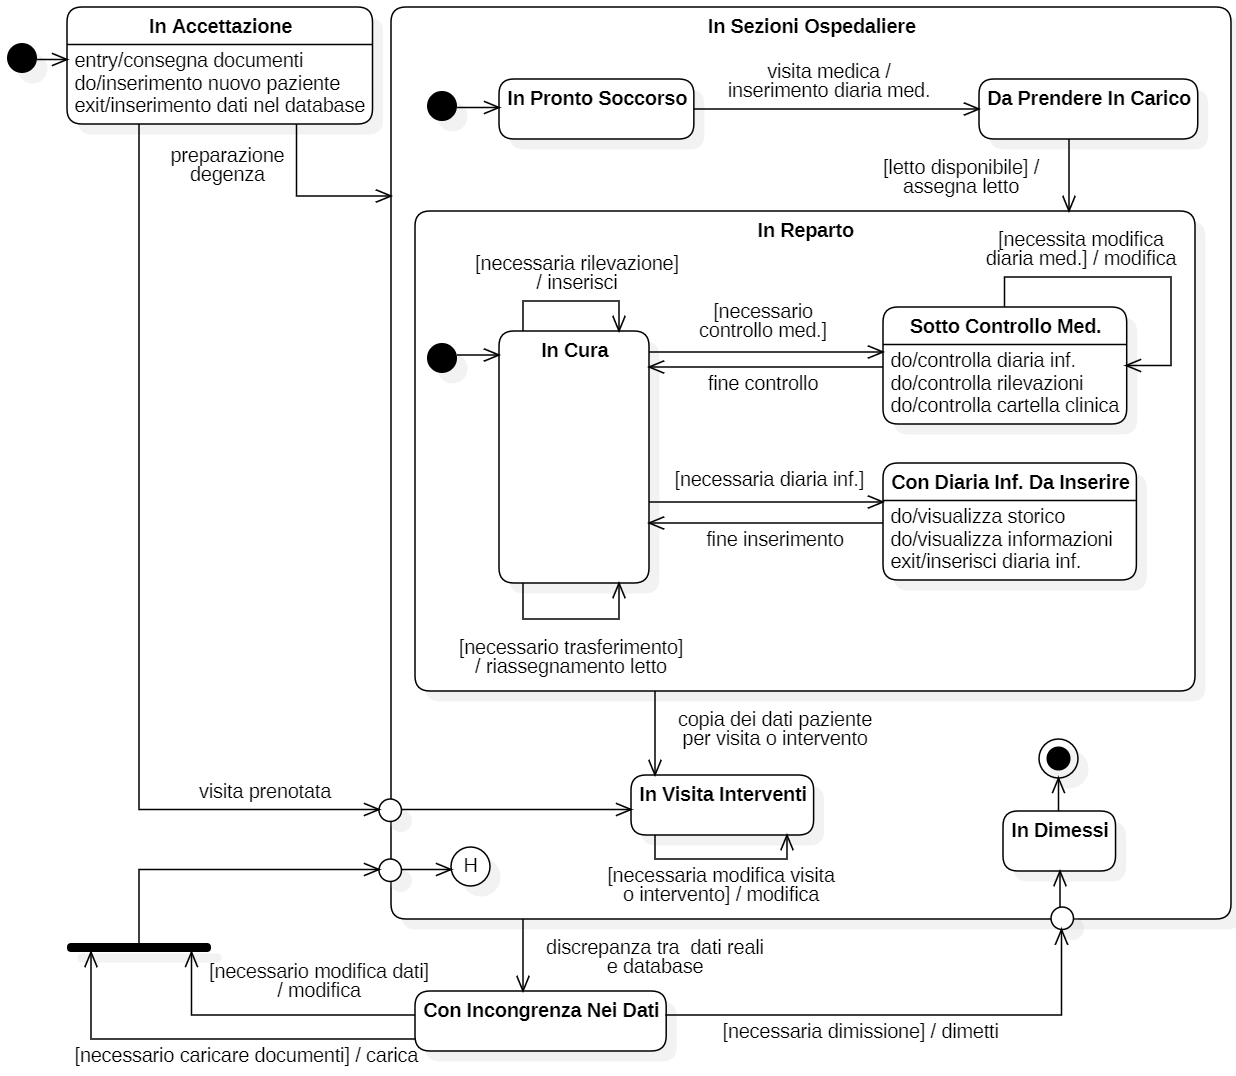 In Accettazione
entry/consegna documenti
do/inserimento nuovo paziente
exit/inserimento dati nel database
preparazione
degenza
In Sezioni Ospedaliere
In Pronto Soccorso
visita medica /
inserimento diaria med.
Da Prendere In Carico
[letto disponibile] /
assegna letto
In Reparto
[necessaria rilevazione]
/ inserisci
[necessita modifica
diaria med.] / modifica
In Cura
[necessario
controllo med.]
fine controllo
Sotto Controllo Med.
do/controlla diaria inf.
do/controlla rilevazioni
do/controlla cartella clinica
[necessaria diaria inf.]
fine inserimento
Con Diaria Inf. Da Inserire
do/visualizza storico
do/visualizza informazioni
exit/inserisci diaria inf.
[necessario trasferimento]
/ riassegnamento letto
copia dei dati paziente
per visita o intervento
visita prenotata
In Visita Interventi
In Dimessi
H
[necessaria modifica visita
o intervento] / modifica
discrepanza tra  dati reali
e database
[necessario modifica dati]
/ modifica
Con Incongrenza Nei Dati
[necessaria dimissione] / dimetti
[necessario caricare documenti] / carica